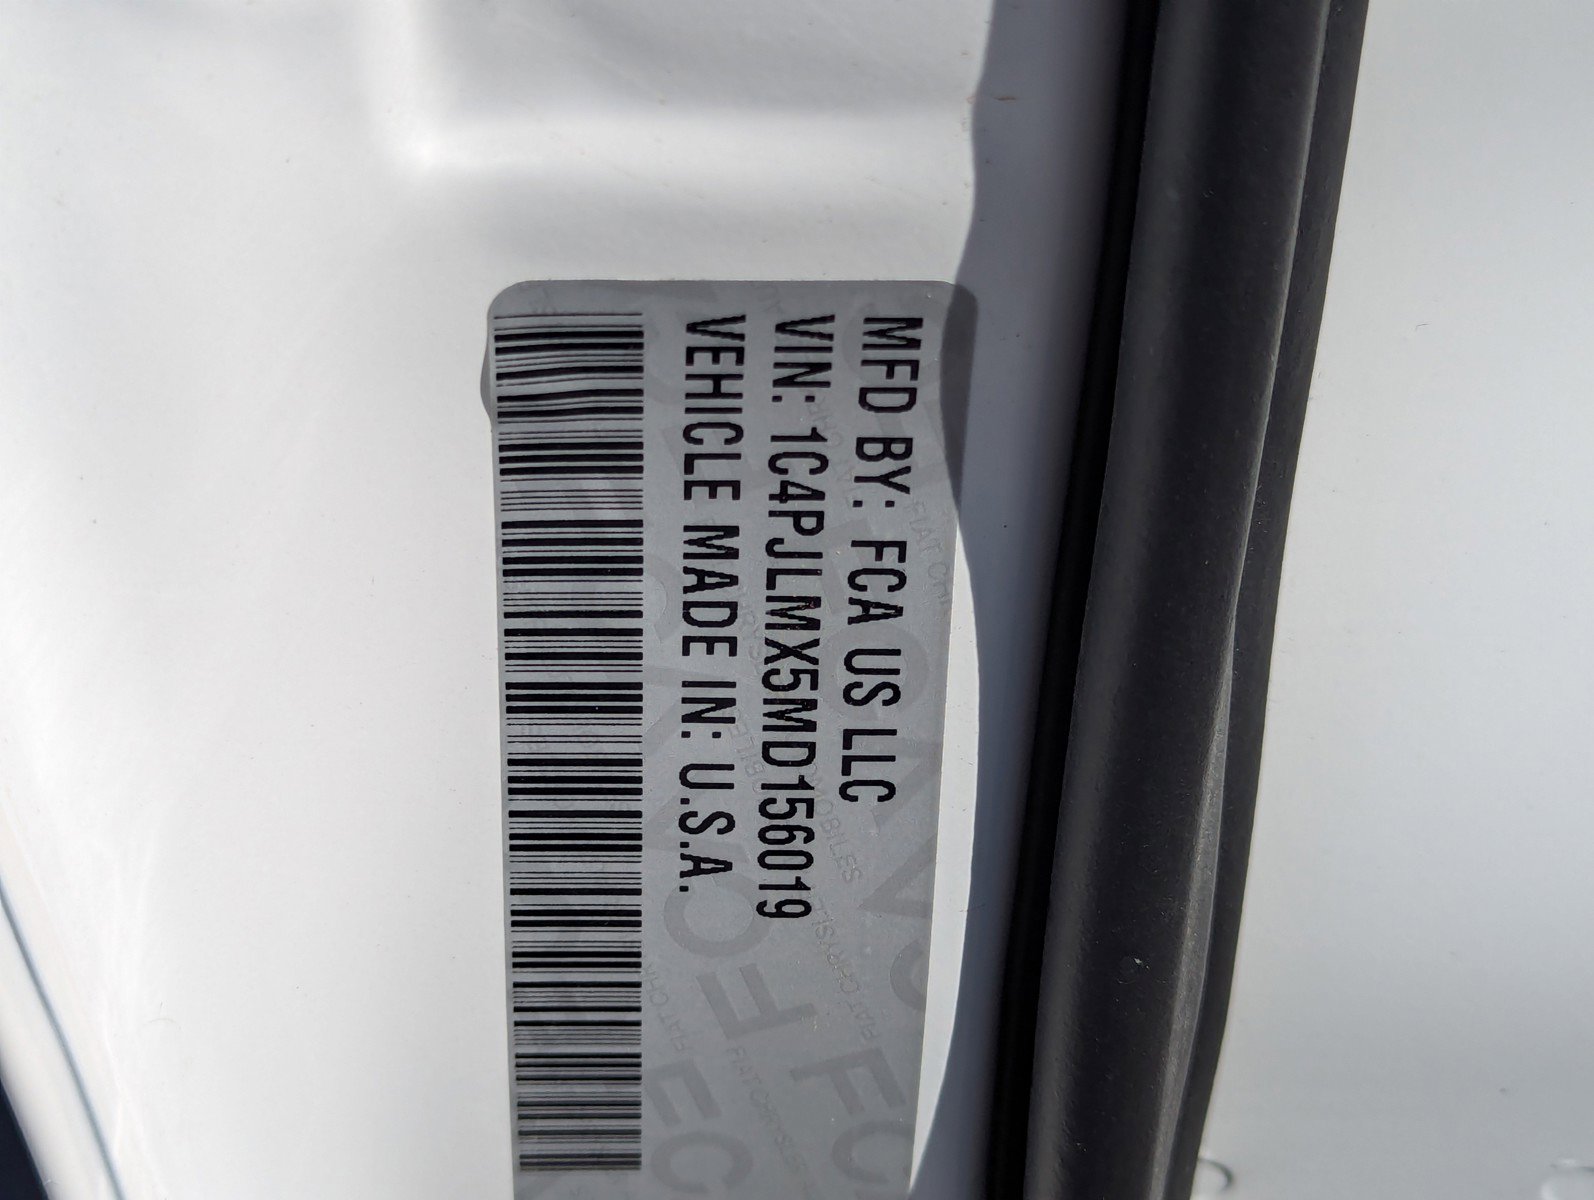 MFD BY: FCA US LLC
VIN: 1C4PJLMX5MD156019
VEHICLE MADE IN: U.S.A.